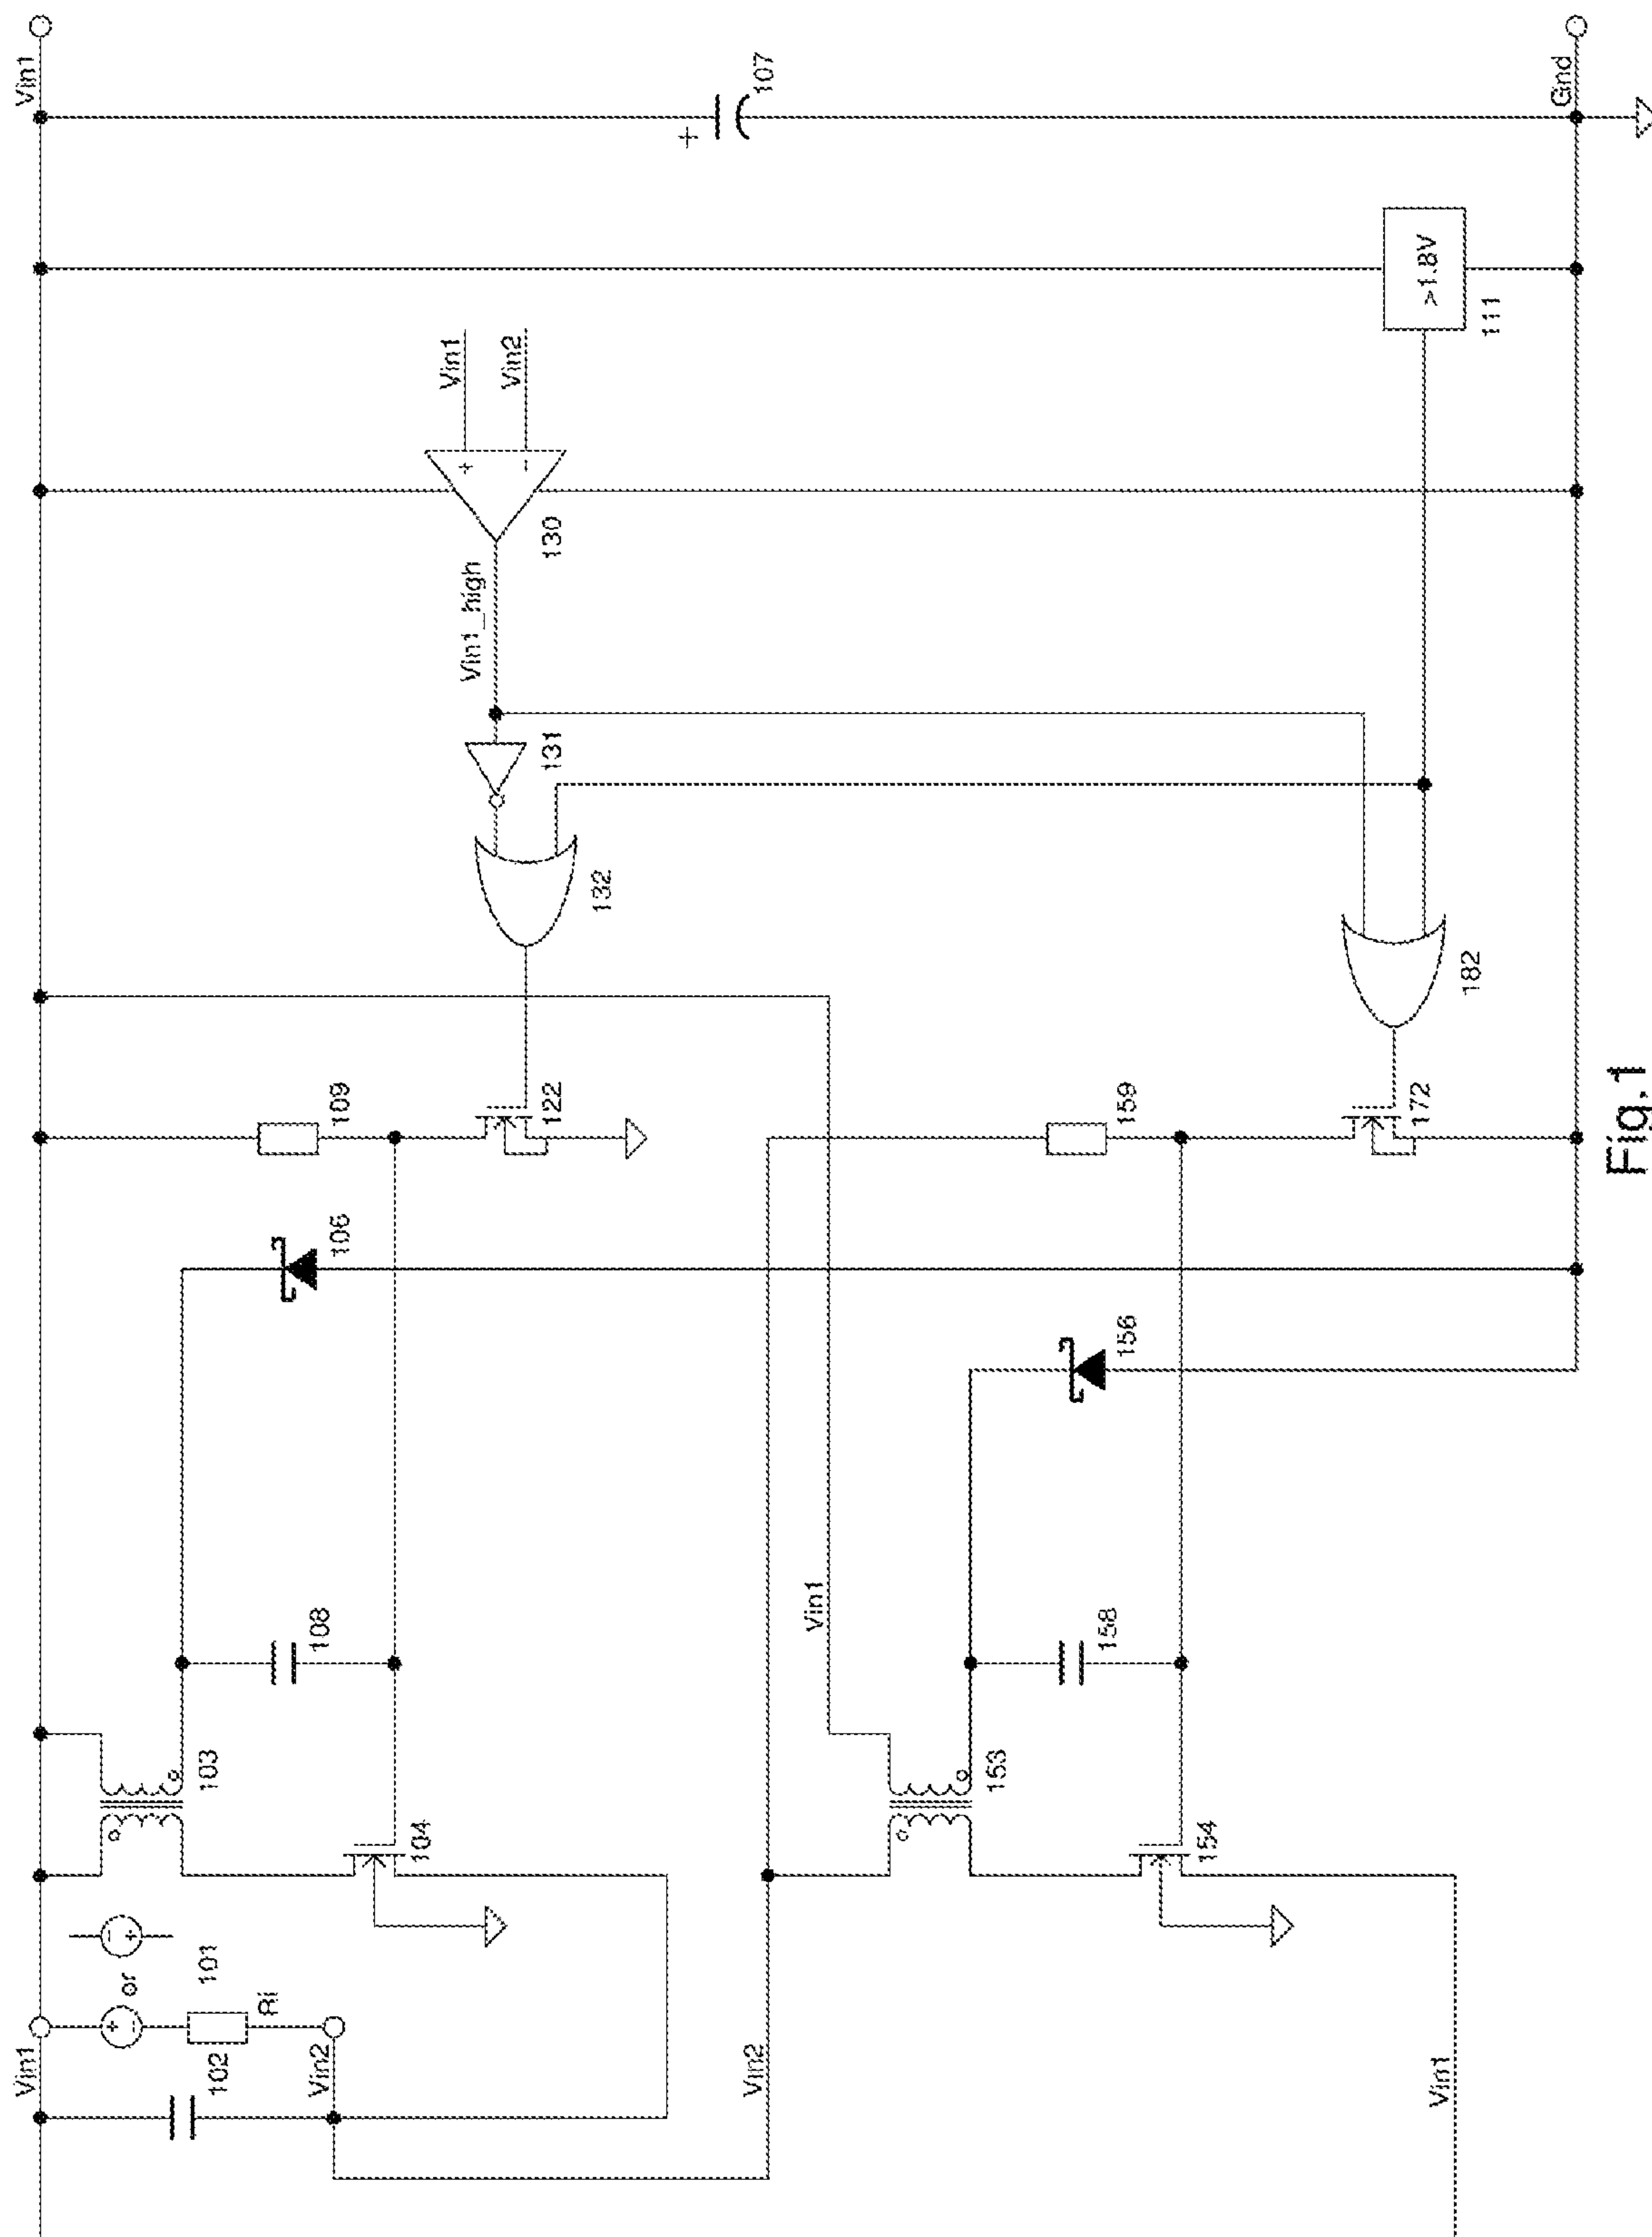 Vin1
Vin1
+
107
Gnd
>1.8V
111
Vin1
Vin2
+
-
130
Vin1_high
131
132
182
109
122
159
172
106
156
108
Vin1
158
103
153
104
154
or
+
-
+
-
101
Ri
102
Vin2
Vin2
Vin1
Fig.1